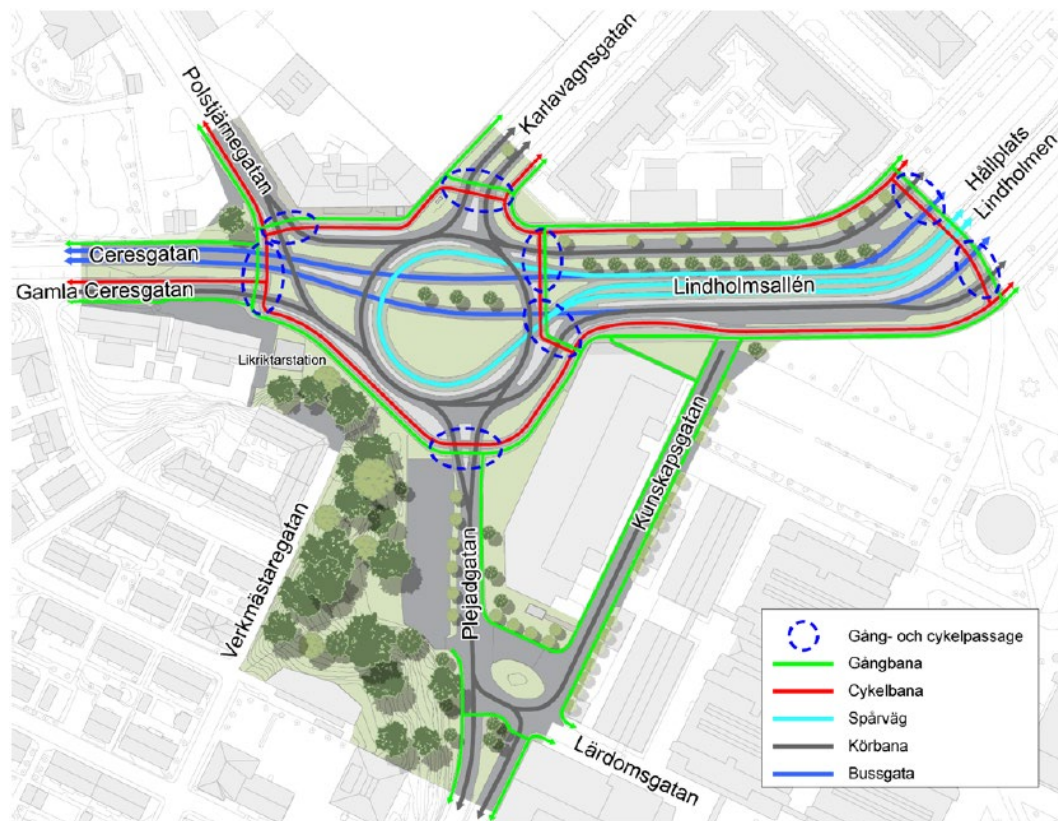 Polstjärnegatan
Karlavagnsgatan
Hållplats
Lindholmen
Ceresgatan
Gamla Ceresgatan
Lindholmsallén
Likriktarstation
Verkmästaregatan
Plejadgatan
Kunskapsgatan
Lärdomsgatan
Gång- och cykelpassage
Gångbana
Cykelbana
Spårväg
Körbana
Bussgata